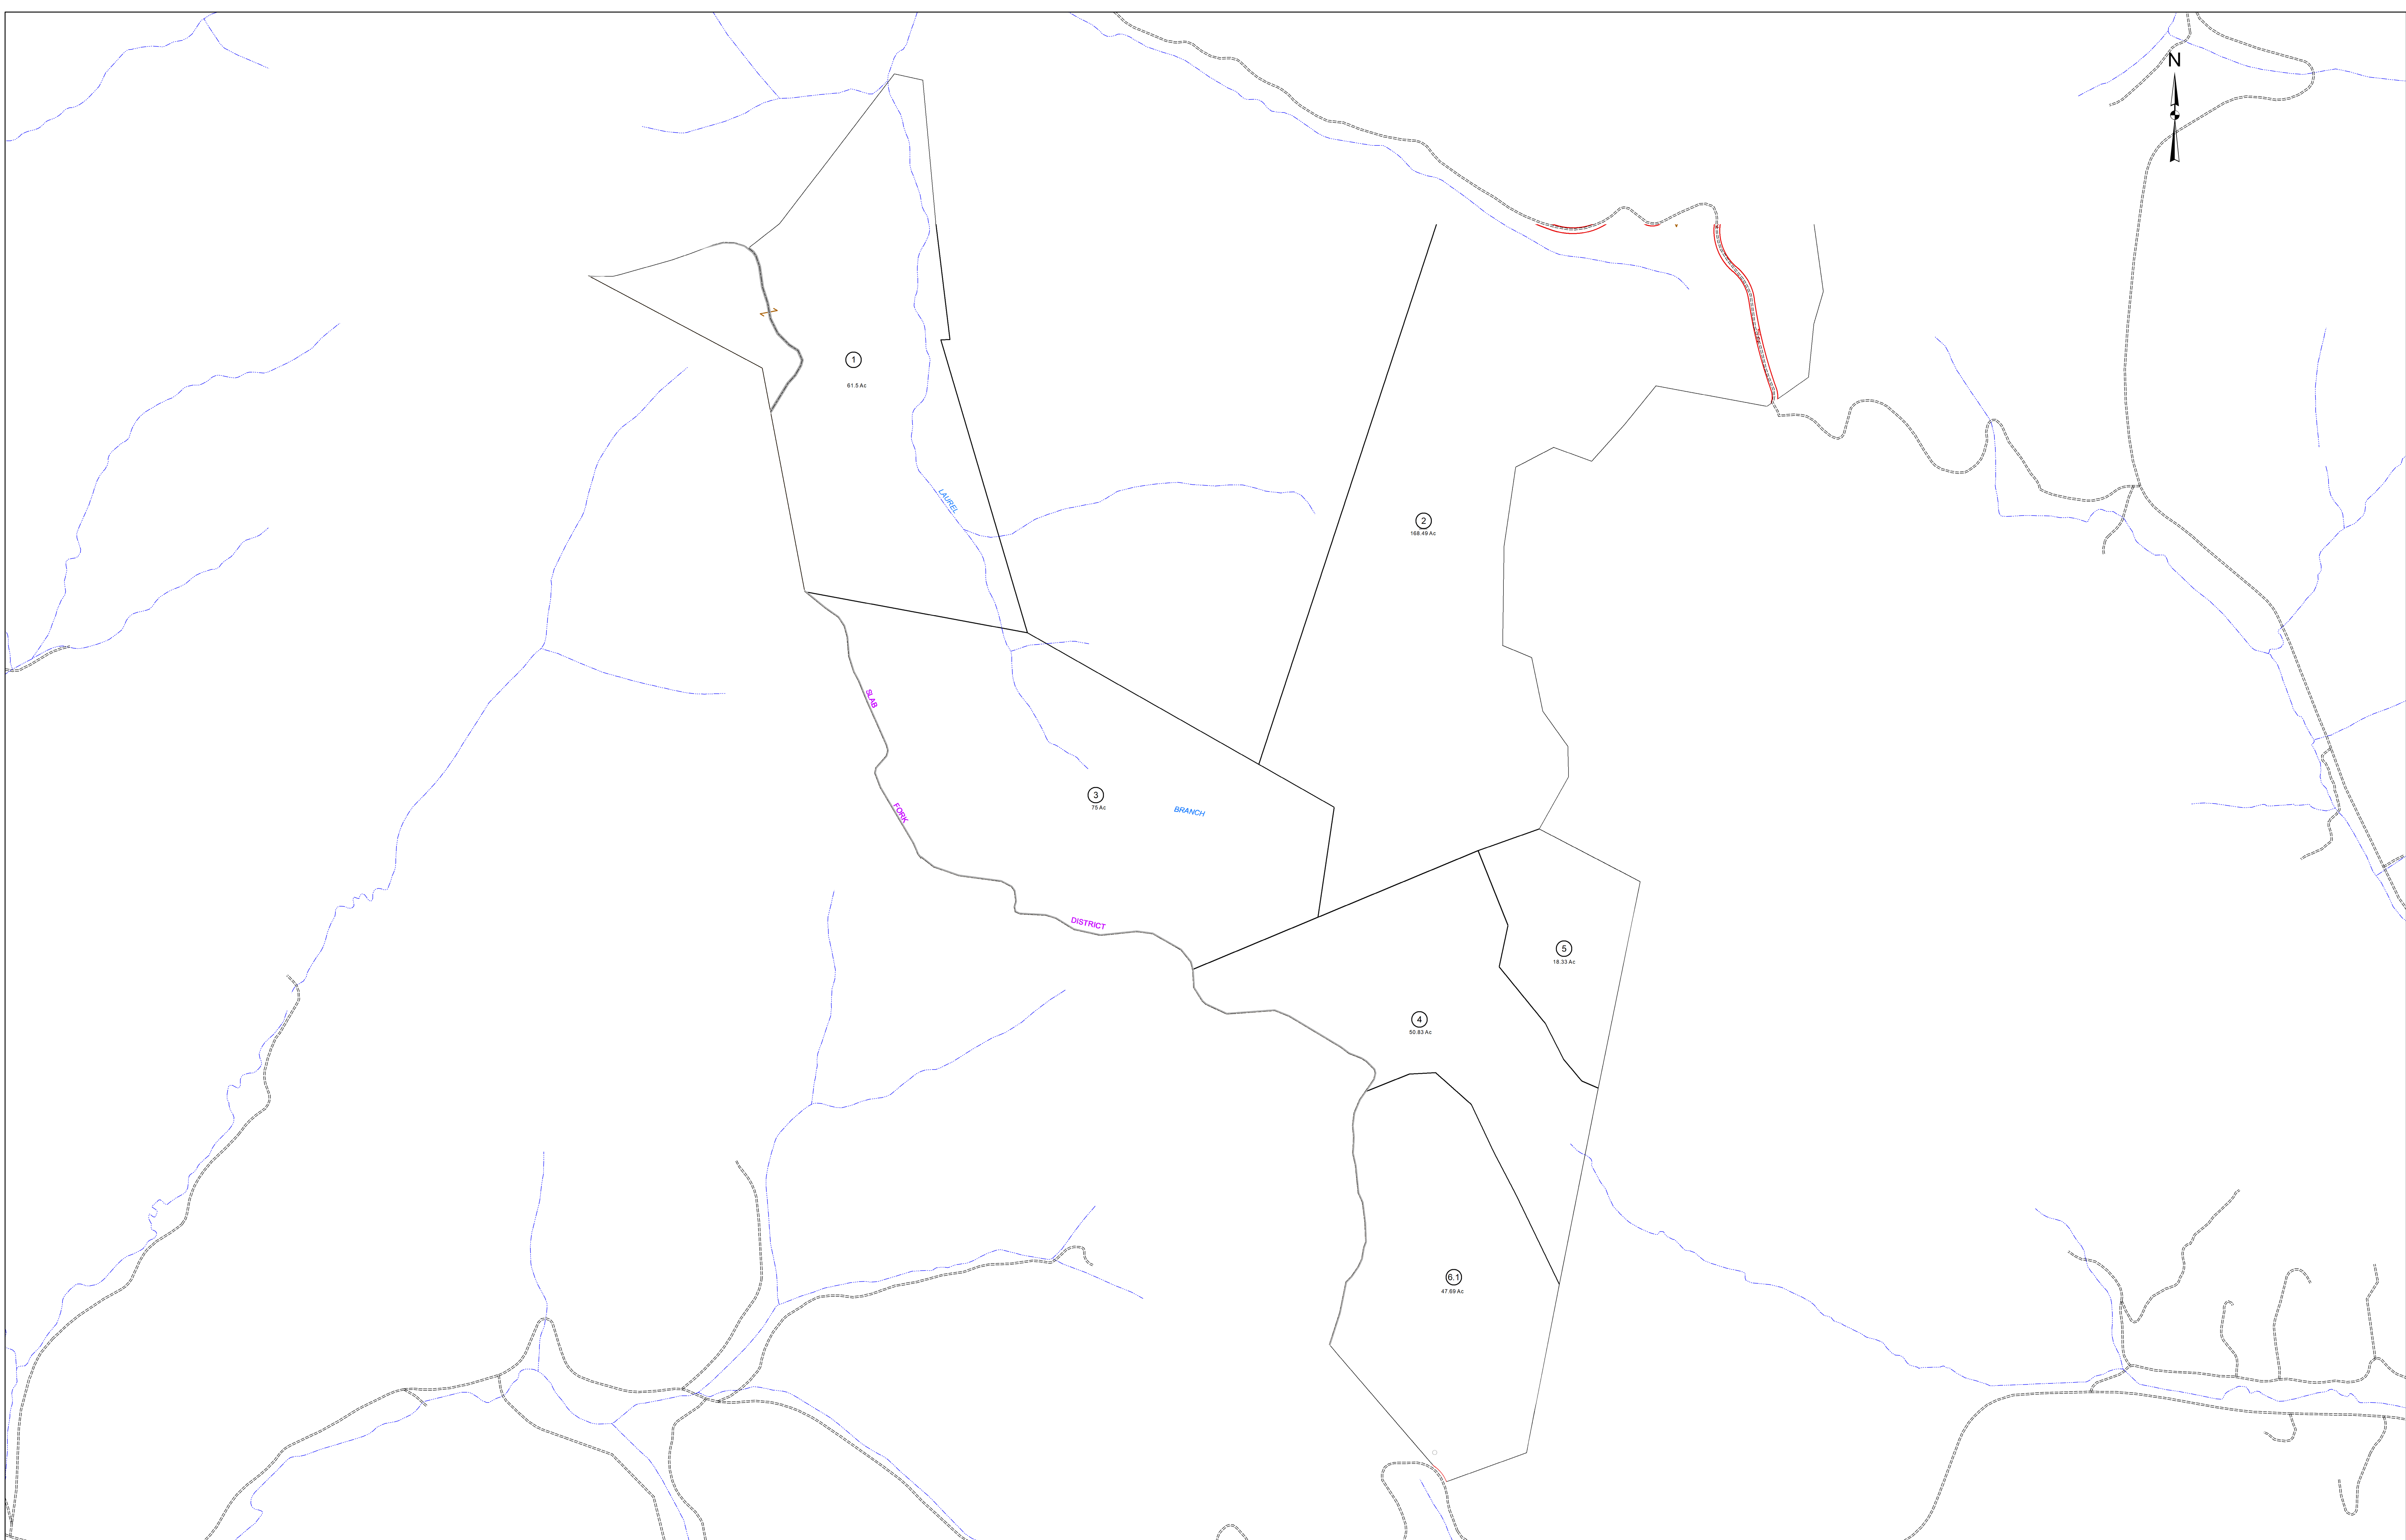 N
1
61.5 Ac
LAUREL
2
168.49 Ac
SLAB
FORK
3
75 Ac
BRANCH
DISTRICT
5
18.33 Ac
4
50.83 Ac
6.1
47.69 Ac